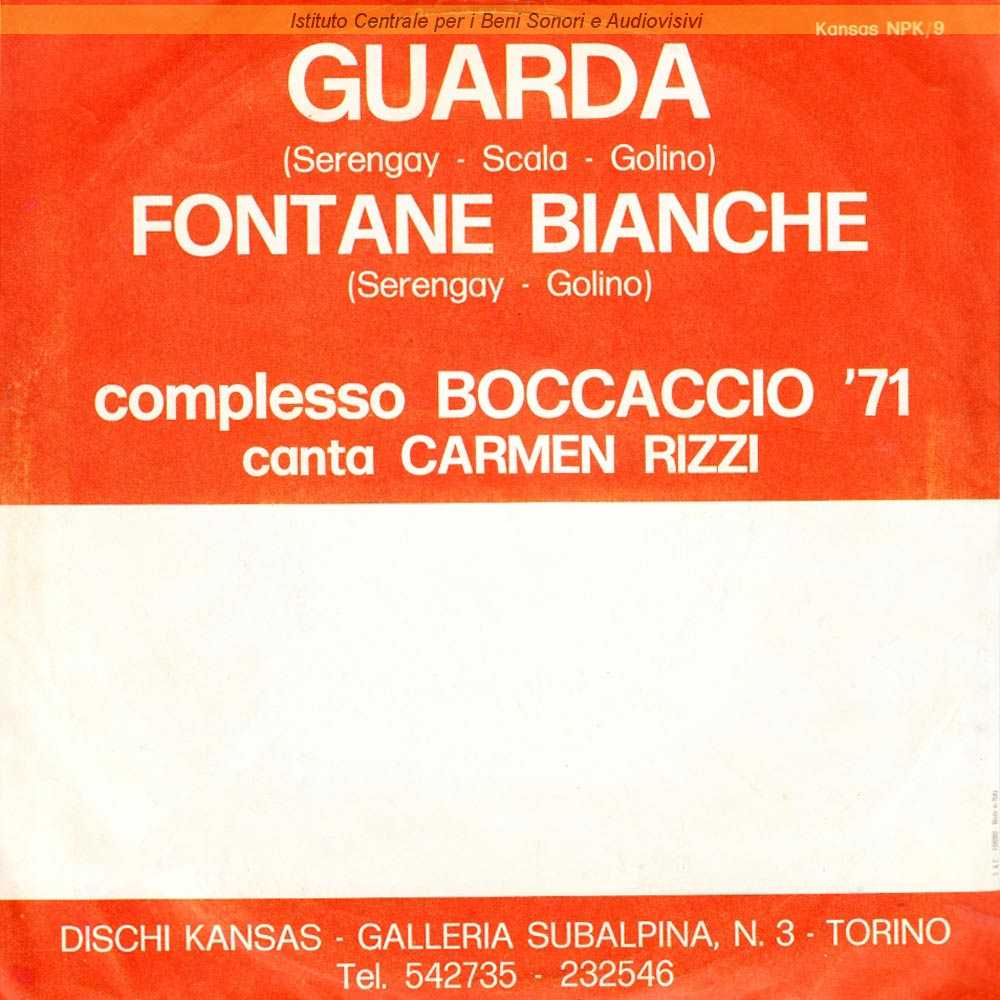 Istituto Centrale per i Beni Sonori e Audiovisivi
Kansas NPK/9
GUARDA
(Serengay - Scala - Golino)
FONTANE BIANCHE
(Serengay - Golino)
complesso BOCCACCIO '71
canta CARMEN RIZZI
DISCHI KANSAS - GALLERIA SUBALPINA, N. 3 - TORINO
Tel. 542735 - 232546